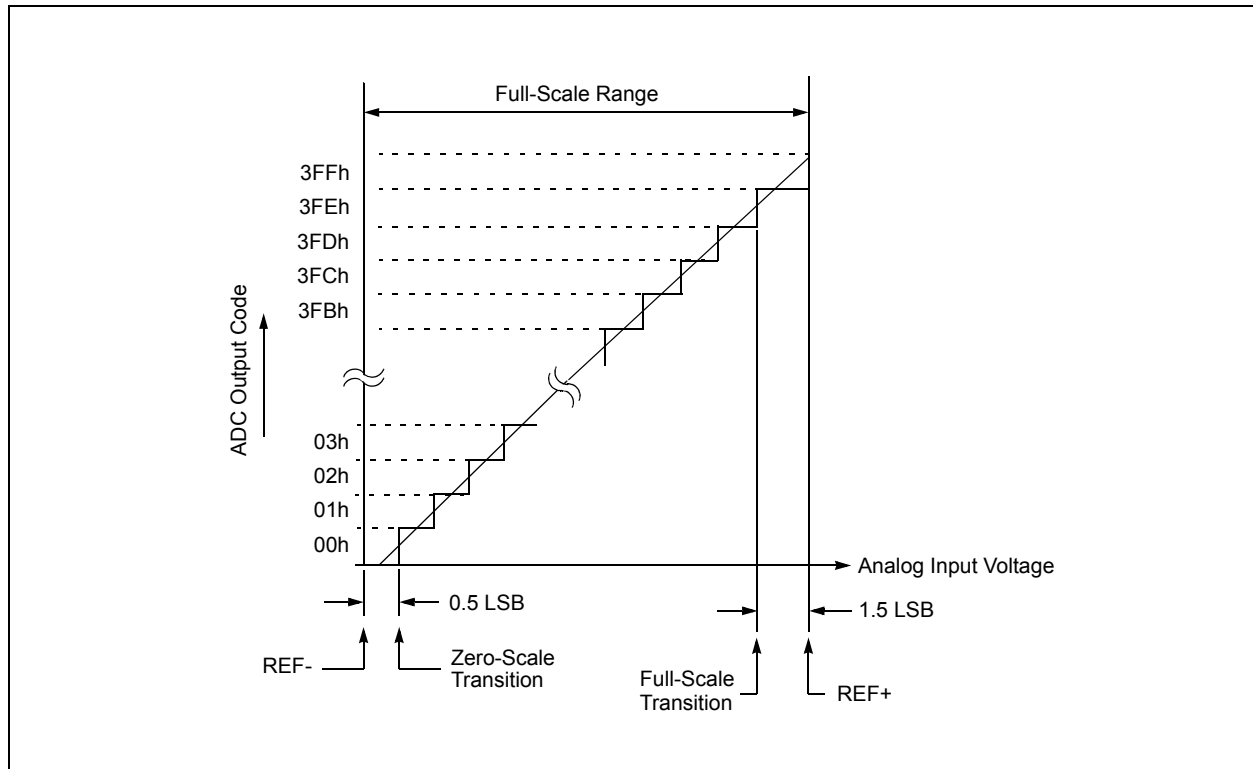 Full-Scale Range
3FFh
3FEh
3FDh
3FCh
3FBh
ADC Output Code
03h
02h
01h
00h
Analog Input Voltage
0.5 LSB
1.5 LSB
REF-
Zero-Scale
Transition
Full-Scale
Transition
REF+